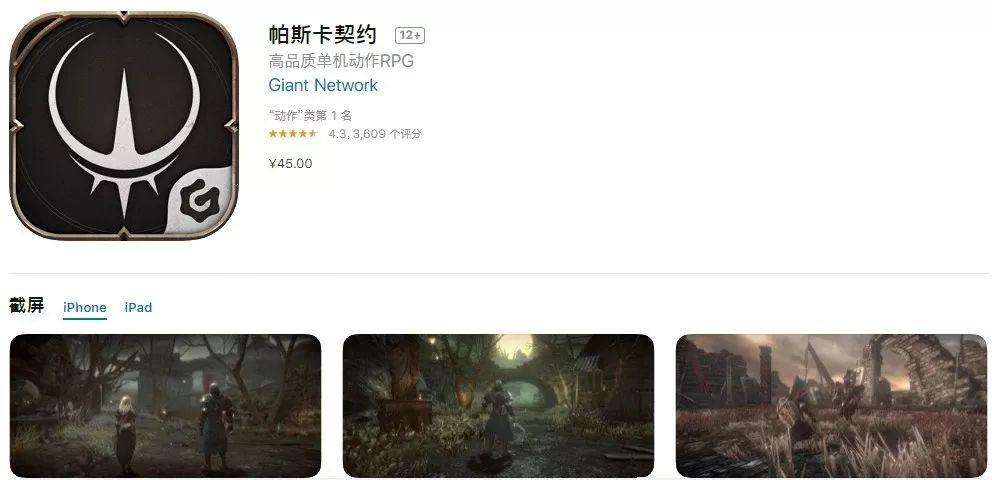 帕斯卡契约 12+
高品质单机动作RPG
Giant Network
“动作”类第 1 名
4.3, 3,609 个评分
¥45.00
截屏 iPhone iPad